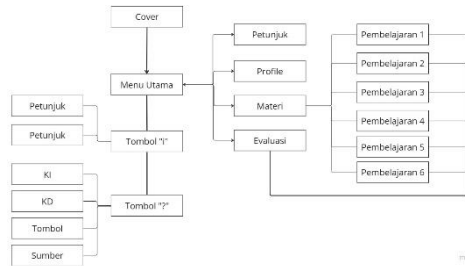 Cover
Petunjuk
Pembelajaran 1
Profile
Pembelajaran 2
Menu Utama
Petunjuk
Materi
Pembelajaran 3
Petunjuk
Tombol "i"
Evaluasi
Pembelajaran 4
Pembelajaran 5
KI
Pembelajaran 6
KD
Tombol "?"
Tombol
Sumber